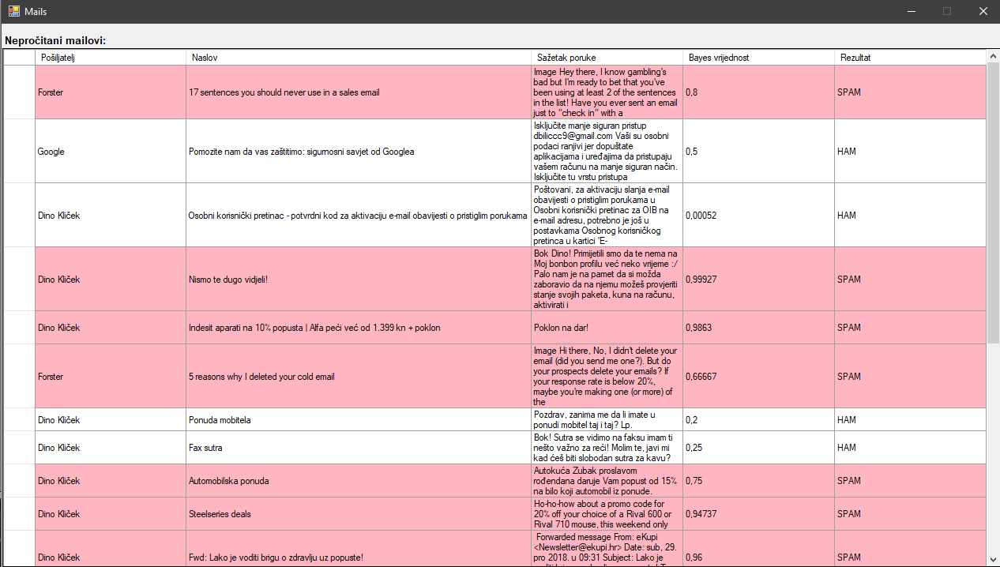 Mails
Nepročitani mailovi:
Pošiljatelj Naslov Sažetak poruke Bayes vrijednost Rezultat
Forster
17 sentences you should never use in a sales email
Image Hey there, I know gambling's
bad but I'm ready to bet that you've
been using at least 2 of the sentences
in the list! Have you ever sent an email
just to "check in" with a
0,8
SPAM
Google
Pomozite nam da vas zaštitimo: sigurnosni savjet od Googlea
Isključite manje siguran pristup
dbiliccc9@gmail.com Vaši su osobni
podaci ranjivi jer dopuštate
aplikacijama i uređajima da pristupaju
vašem računu na manje siguran način.
Isključite tu vrstu pristupa
0,5
HAM
Dino Kliček
Osobni korisnički pretinac - potvrdni kod za aktivaciju e-mail obavijesti o pristiglim porukama
Poštovani, za aktivaciju slanja e-mail
obavijesti o pristiglim porukama u
Osobni korisnički pretinac za OIB na
e-mail adresu, potrebno je još u
postavkama Osobnog korisničkog
pretinca u kartici 'E-
0,00052
HAM
Dino Kliček
Nismo te dugo vidjeli!
Bok Dino! Primijetili smo da te nema na
Moj bonbon profilu već neko vrijeme :/
Palo nam je na pamet da si možda
zaboravio da na njemu možeš provjeriti
stanje svojih paketa, kuna na računu,
aktivirati i
0,99927
SPAM
Dino Kliček
Indesit aparati na 10% popusta | Alfa peći već od 1.399 kn + poklon
Poklon na dar!
0,9863
SPAM
Forster
5 reasons why I deleted your cold email
Image Hi there, No, I didn't delete your
email (did you send me one?). But do
your prospects delete your emails? If
your response rate is below 20%,
maybe you're making one (or more) of
the
0,66667
SPAM
Dino Kliček
Ponuda mobitela
Pozdrav, zanima me da li imate u
ponudi mobitel taj i taj? Lp.
0,2
HAM
Dino Kliček
Fax sutra
Bok! Sutra se vidimo na faksu imam ti
nešto važno za reći! Molim te, javi mi
kad ćeš biti slobodan sutra za kavu?
0,25
HAM
Dino Kliček
Automobilska ponuda
Autokuća Zubak proslavom
rođendana daruje Vam popust od 15%
na bilo koji automobil iz ponude.
0,75
SPAM
Dino Kliček
Steelseries deals
Ho-ho-how about a promo code for
20% off your choice of a Rival 600 or
Rival 710 mouse, this weekend only
0,94737
SPAM
Dino Kliček
Fwd: Lako je voditi brigu o zdravlju uz popuste!
Forwarded message From: eKupi
<Newsletter@ekupi.hr> Date: sub, 29.
pro 2018. u 09:31 Subject: Lako je
0,96
SPAM